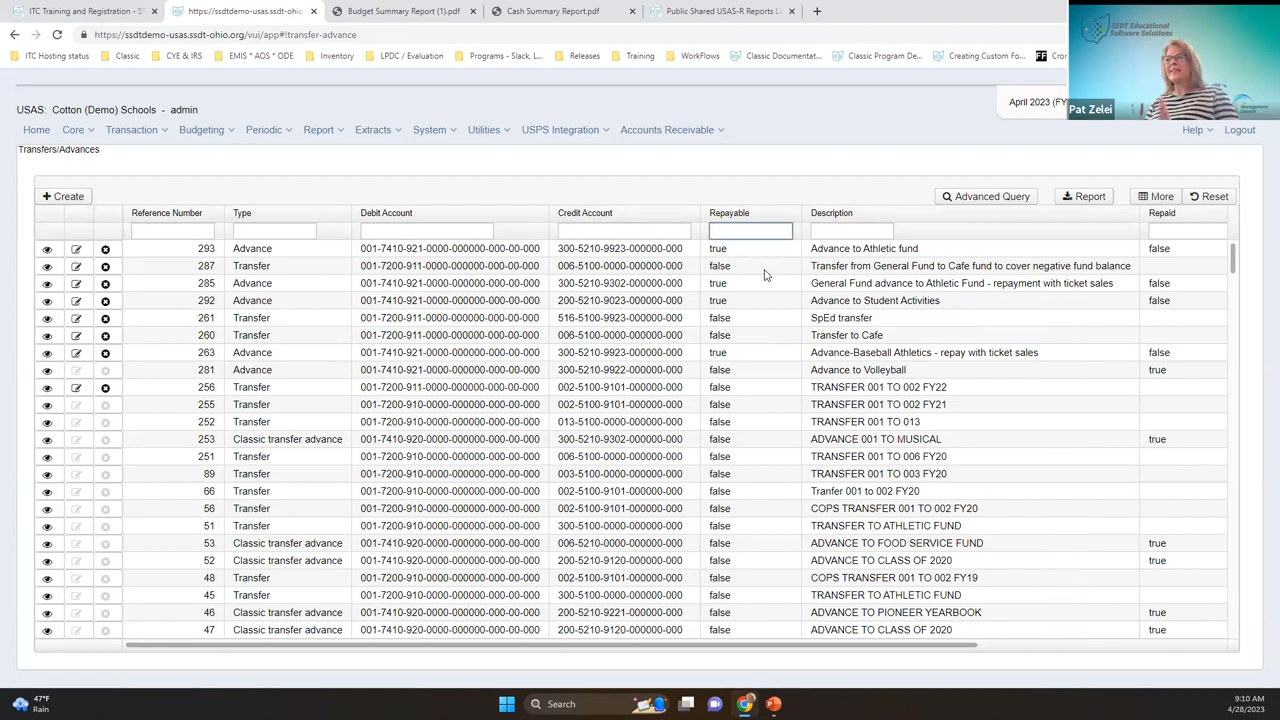 ITC Training and Registration - S
https://ssdtdemo-usas.ssdt-ohio
Budget Summary Report (1).pdf
Cash Summary Report.pdf
Public Shared USAS-R Reports Li
https://ssdtdemo-usas.ssdt-ohio.org/vui/app#!transfer-advance
ITC Hosting status
Classic
CYE & IRS
EMIS * AOS * ODE
Inventory
LPDC / Evaluation
Programs - Slack, L...
Releases
Training
WorkFlows
Classic Documentat...
Classic Program De...
Creating Custom Fo...
FF
Cron
SSDT Educational
Software Solutions
Pat Zelei
Management
Council
USAS: Cotton (Demo) Schools - admin
April 2023 (FY
Home Core Transaction Budgeting Periodic Report Extracts System Utilities USPS Integration Accounts Receivable Help Logout
Transfers/Advances
+ Create Advanced Query Report More Reset
Reference Number Type Debit Account Credit Account Repayable Description Repaid
293 Advance 001-7410-921-0000-000000-000-00-000 300-5210-9923-000000-000 true Advance to Athletic fund false
287 Transfer 001-7200-911-0000-000000-000-00-000 006-5100-0000-000000-000 false Transfer from General Fund to Cafe fund to cover negative fund balance
285 Advance 001-7410-921-0000-000000-000-00-000 300-5210-9302-000000-000 true General Fund advance to Athletic Fund - repayment with ticket sales false
292 Advance 001-7410-921-0000-000000-000-00-000 200-5210-9023-000000-000 true Advance to Student Activities false
261 Transfer 001-7200-911-0000-000000-000-00-000 516-5100-9923-000000-000 false SpEd transfer
260 Transfer 001-7200-911-0000-000000-000-00-000 006-5100-0000-000000-000 false Transfer to Cafe
263 Advance 001-7410-921-0000-000000-000-00-000 300-5210-9923-000000-000 true Advance-Baseball Athletics - repay with ticket sales false
281 Advance 001-7410-921-0000-000000-000-00-000 300-5210-9922-000000-000 false Advance to Volleyball true
256 Transfer 001-7200-911-0000-000000-000-00-000 002-5100-9101-000000-000 false TRANSFER 001 TO 002 FY22
255 Transfer 001-7200-910-0000-000000-000-00-000 002-5100-9101-000000-000 false TRANSFER 001 TO 002 FY21
252 Transfer 001-7200-910-0000-000000-000-00-000 013-5100-0000-000000-000 false TRANSFER 001 TO 013
253 Classic transfer advance 001-7410-920-0000-000000-000-00-000 300-5210-9302-000000-000 false ADVANCE 001 TO MUSICAL true
251 Transfer 001-7200-910-0000-000000-000-00-000 006-5100-0000-000000-000 false TRANSFER 001 TO 006 FY20
89 Transfer 001-7200-910-0000-000000-000-00-000 003-5100-0000-000000-000 false TRANSFER 001 TO 003 FY20
66 Transfer 001-7200-910-0000-000000-000-00-000 002-5100-9101-000000-000 false Tranfer 001 to 002 FY20
56 Transfer 001-7200-910-0000-000000-000-00-000 002-5100-9101-000000-000 false COPS TRANSFER 001 TO 002 FY20
51 Transfer 001-7200-910-0000-000000-000-00-000 300-5100-0000-000000-000 false TRANSFER TO ATHLETIC FUND
53 Classic transfer advance 001-7410-920-0000-000000-000-00-000 006-5210-0000-000000-000 false ADVANCE TO FOOD SERVICE FUND true
52 Classic transfer advance 001-7410-920-0000-000000-000-00-000 200-5210-9120-000000-000 false ADVANCE TO CLASS OF 2020 true
48 Transfer 001-7200-910-0000-000000-000-00-000 002-5100-9101-000000-000 false COPS TRANSFER 001 TO 002 FY19
45 Transfer 001-7200-910-0000-000000-000-00-000 300-5100-0000-000000-000 false TRANSFER TO ATHLETIC FUND
46 Classic transfer advance 001-7410-920-0000-000000-000-00-000 200-5210-9221-000000-000 false ADVANCE TO PIONEER YEARBOOK true
47 Classic transfer advance 001-7410-920-0000-000000-000-00-000 200-5210-9120-000000-000 false ADVANCE TO CLASS OF 2020 true
47°F
Rain
Search
9:10 AM
4/28/2023